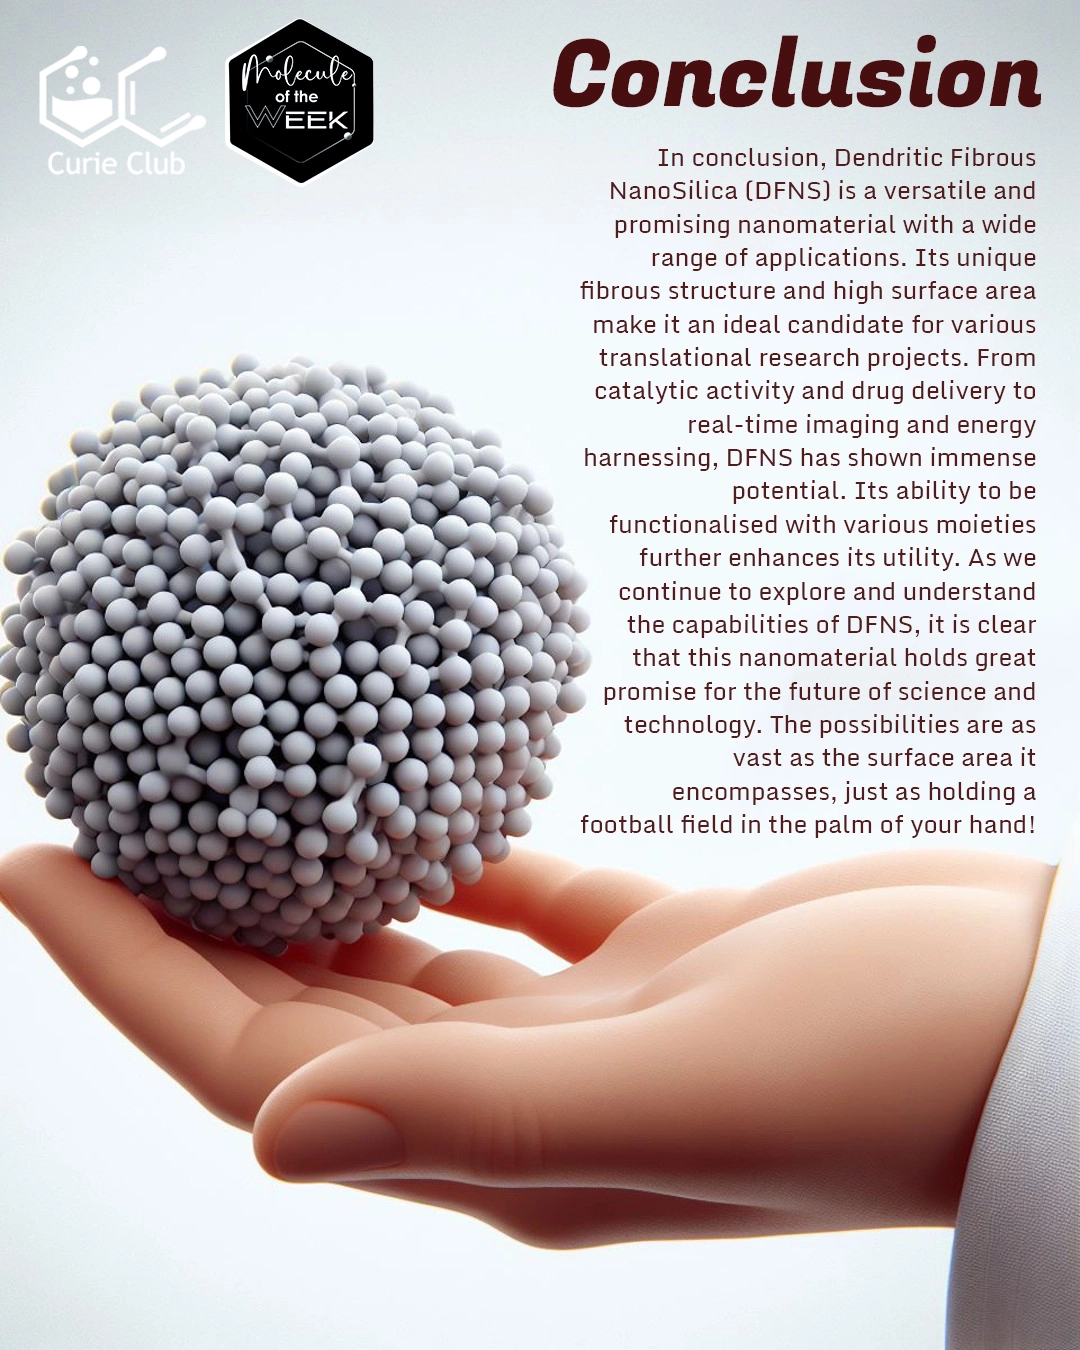 Curie Club
Molecule
of the
WEEK
Conclusion
In conclusion, Dendritic Fibrous
NanoSilica (DFNS) is a versatile and
promising nanomaterial with a wide
range of applications. Its unique
fibrous structure and high surface area
make it an ideal candidate for various
translational research projects. From
catalytic activity and drug delivery to
real-time imaging and energy
harnessing, DFNS has shown immense
potential. Its ability to be
functionalised with various moieties
further enhances its utility. As we
continue to explore and understand
the capabilities of DFNS, it is clear
that this nanomaterial holds great
promise for the future of science and
technology. The possibilities are as
vast as the surface area it
encompasses, just as holding a
football field in the palm of your hand!